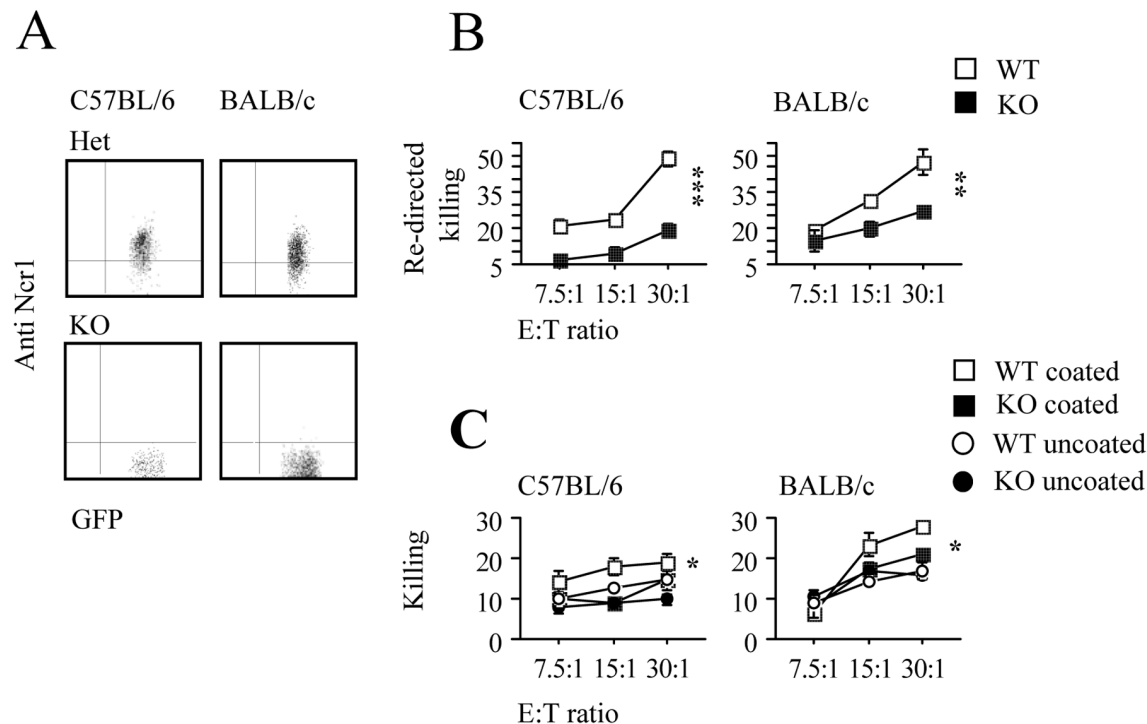 A
C57BL/6 BALB/c
Het
KO
Anti Ncr1
GFP
B
WT
KO
C57BL/6 BALB/c
Re-directed
killing
50
35
20
5
7.5:1 15:1 30:1
***
E:T ratio
50
35
20
5
7.5:1 15:1 30:1
**
WT coated
KO coated
WT uncoated
KO uncoated
C
C57BL/6 BALB/c
Killing
30
20
10
0
7.5:1 15:1 30:1
*
E:T ratio
30
20
10
0
7.5:1 15:1 30:1
*